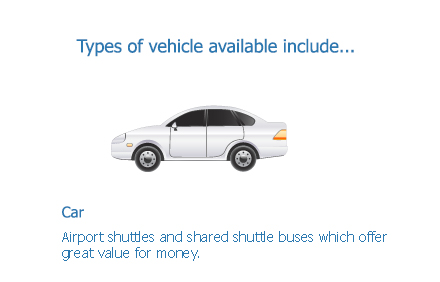 Types of vehicle available include...
Car
Airport shuttles and shared shuttle buses which offer
great value for money.